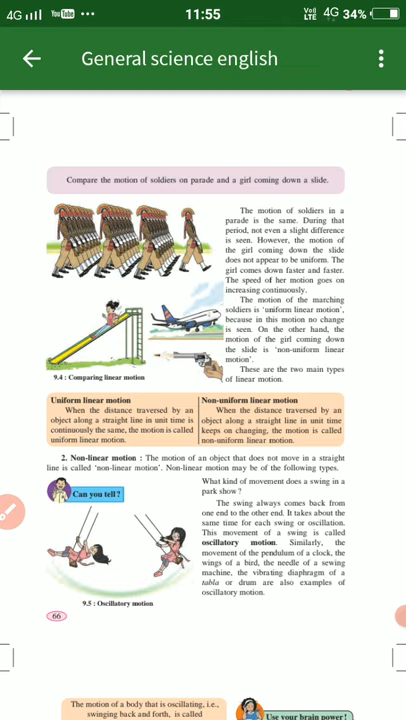 4G
You Tube
11:55
VoI) LTE
4G 34%
General science english
Compare the motion of soldiers on parade and a girl coming down a slide.
The motion of soldiers in a
parade is the same. During that
period, not even a slight difference
is seen. However, the motion of
the girl coming down the slide
does not appear to be uniform. The
girl comes down faster and faster.
The speed of her motion goes on
increasing continuously.
The motion of the marching
soldiers is ‘uniform linear motion’,
because in this motion no change
is seen. On the other hand, the
motion of the girl coming down
the slide is ‘non-uniform linear
motion’.
These are the two main types
of linear motion.
9.4 : Comparing linear motion
Uniform linear motion
When the distance traversed by an
object along a straight line in unit time is
continuously the same, the motion is called
uniform linear motion.
Non-uniform linear motion
When the distance traversed by an
object along a straight line in unit time
keeps on changing, the motion is called
non-uniform linear motion.
2. Non-linear motion : The motion of an object that does not move in a straight
line is called ‘non-linear motion’. Non-linear motion may be of the following types.
Can you tell?
What kind of movement does a swing in a
park show?
The swing always comes back from
one end to the other end. It takes about the
same time for each swing or oscillation.
This movement of a swing is called
oscillatory motion. Similarly, the
movement of the pendulum of a clock, the
wings of a bird, the needle of a sewing
machine, the vibrating diaphragm of a
tabla or drum are also examples of
oscillatory motion.
9.5 : Oscillatory motion
66
The motion of a body that is oscillating, i.e.,
swinging back and forth, is called
Use your brain power!